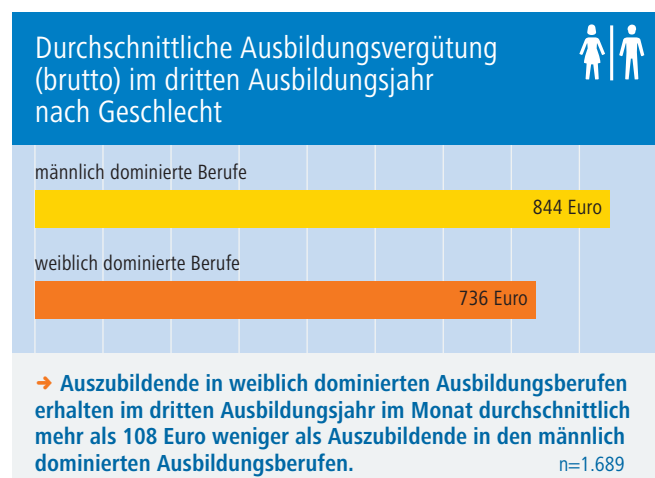 Durchschnittliche Ausbildungsvergütung
(brutto) im dritten Ausbildungsjahr
nach Geschlecht
männlich dominierte Berufe
844 Euro
weiblich dominierte Berufe
736 Euro
➔ Auszubildende in weiblich dominierten Ausbildungsberufen
erhalten im dritten Ausbildungsjahr im Monat durchschnittlich
mehr als 108 Euro weniger als Auszubildende in den männlich
dominierten Ausbildungsberufen. n=1.689